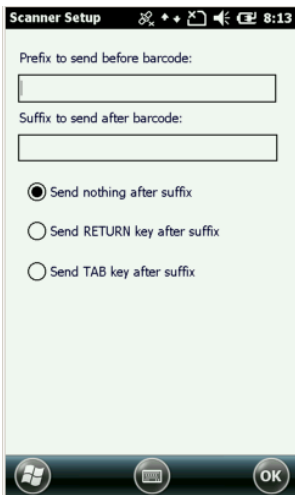 Scanner Setup 8:13
Prefix to send before barcode:
Suffix to send after barcode:
Send nothing after suffix
Send RETURN key after suffix
Send TAB key after suffix
OK